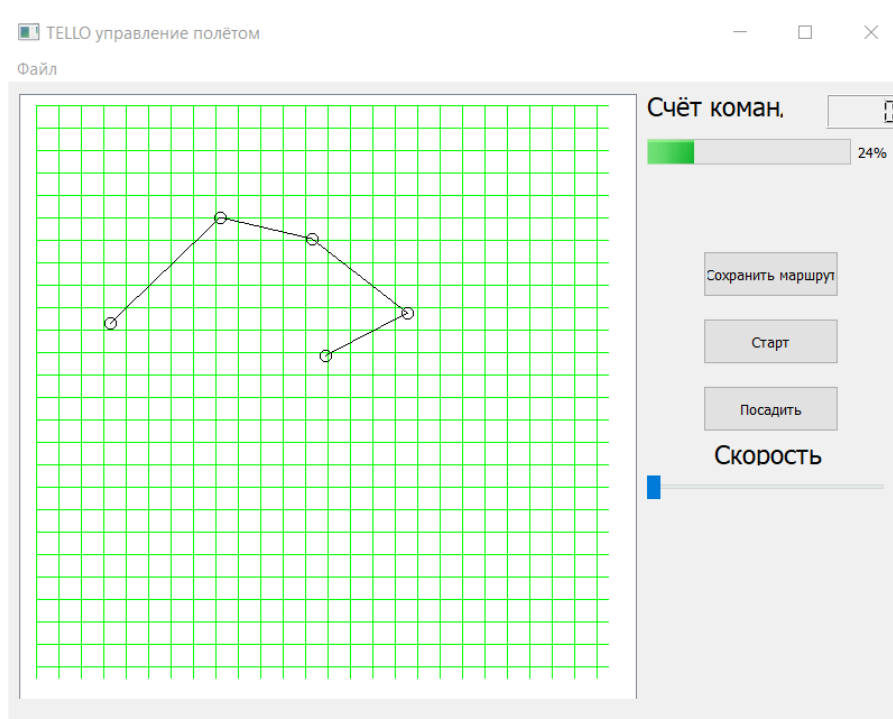 TELLO управление полётом
Файл
Счёт коман.
24%
Сохранить маршрут
Старт
Посадить
Скорость